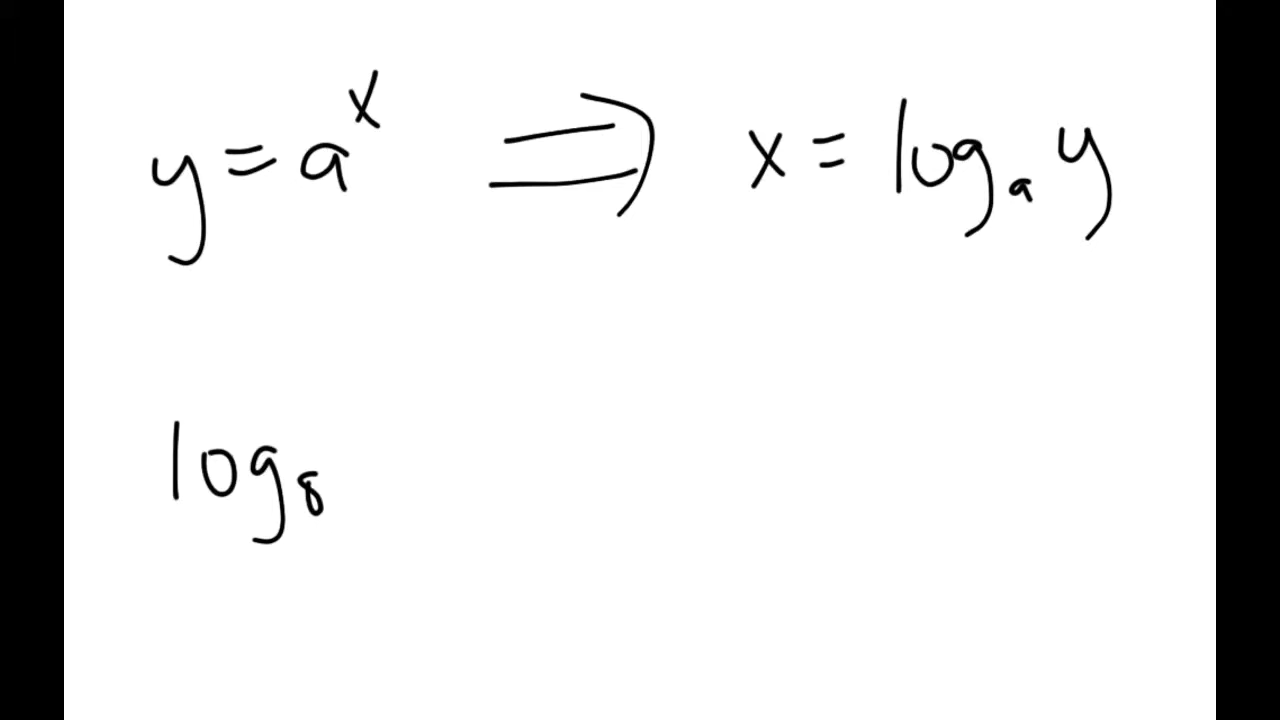 y = a^x ⇒ x = log_a y
log_8